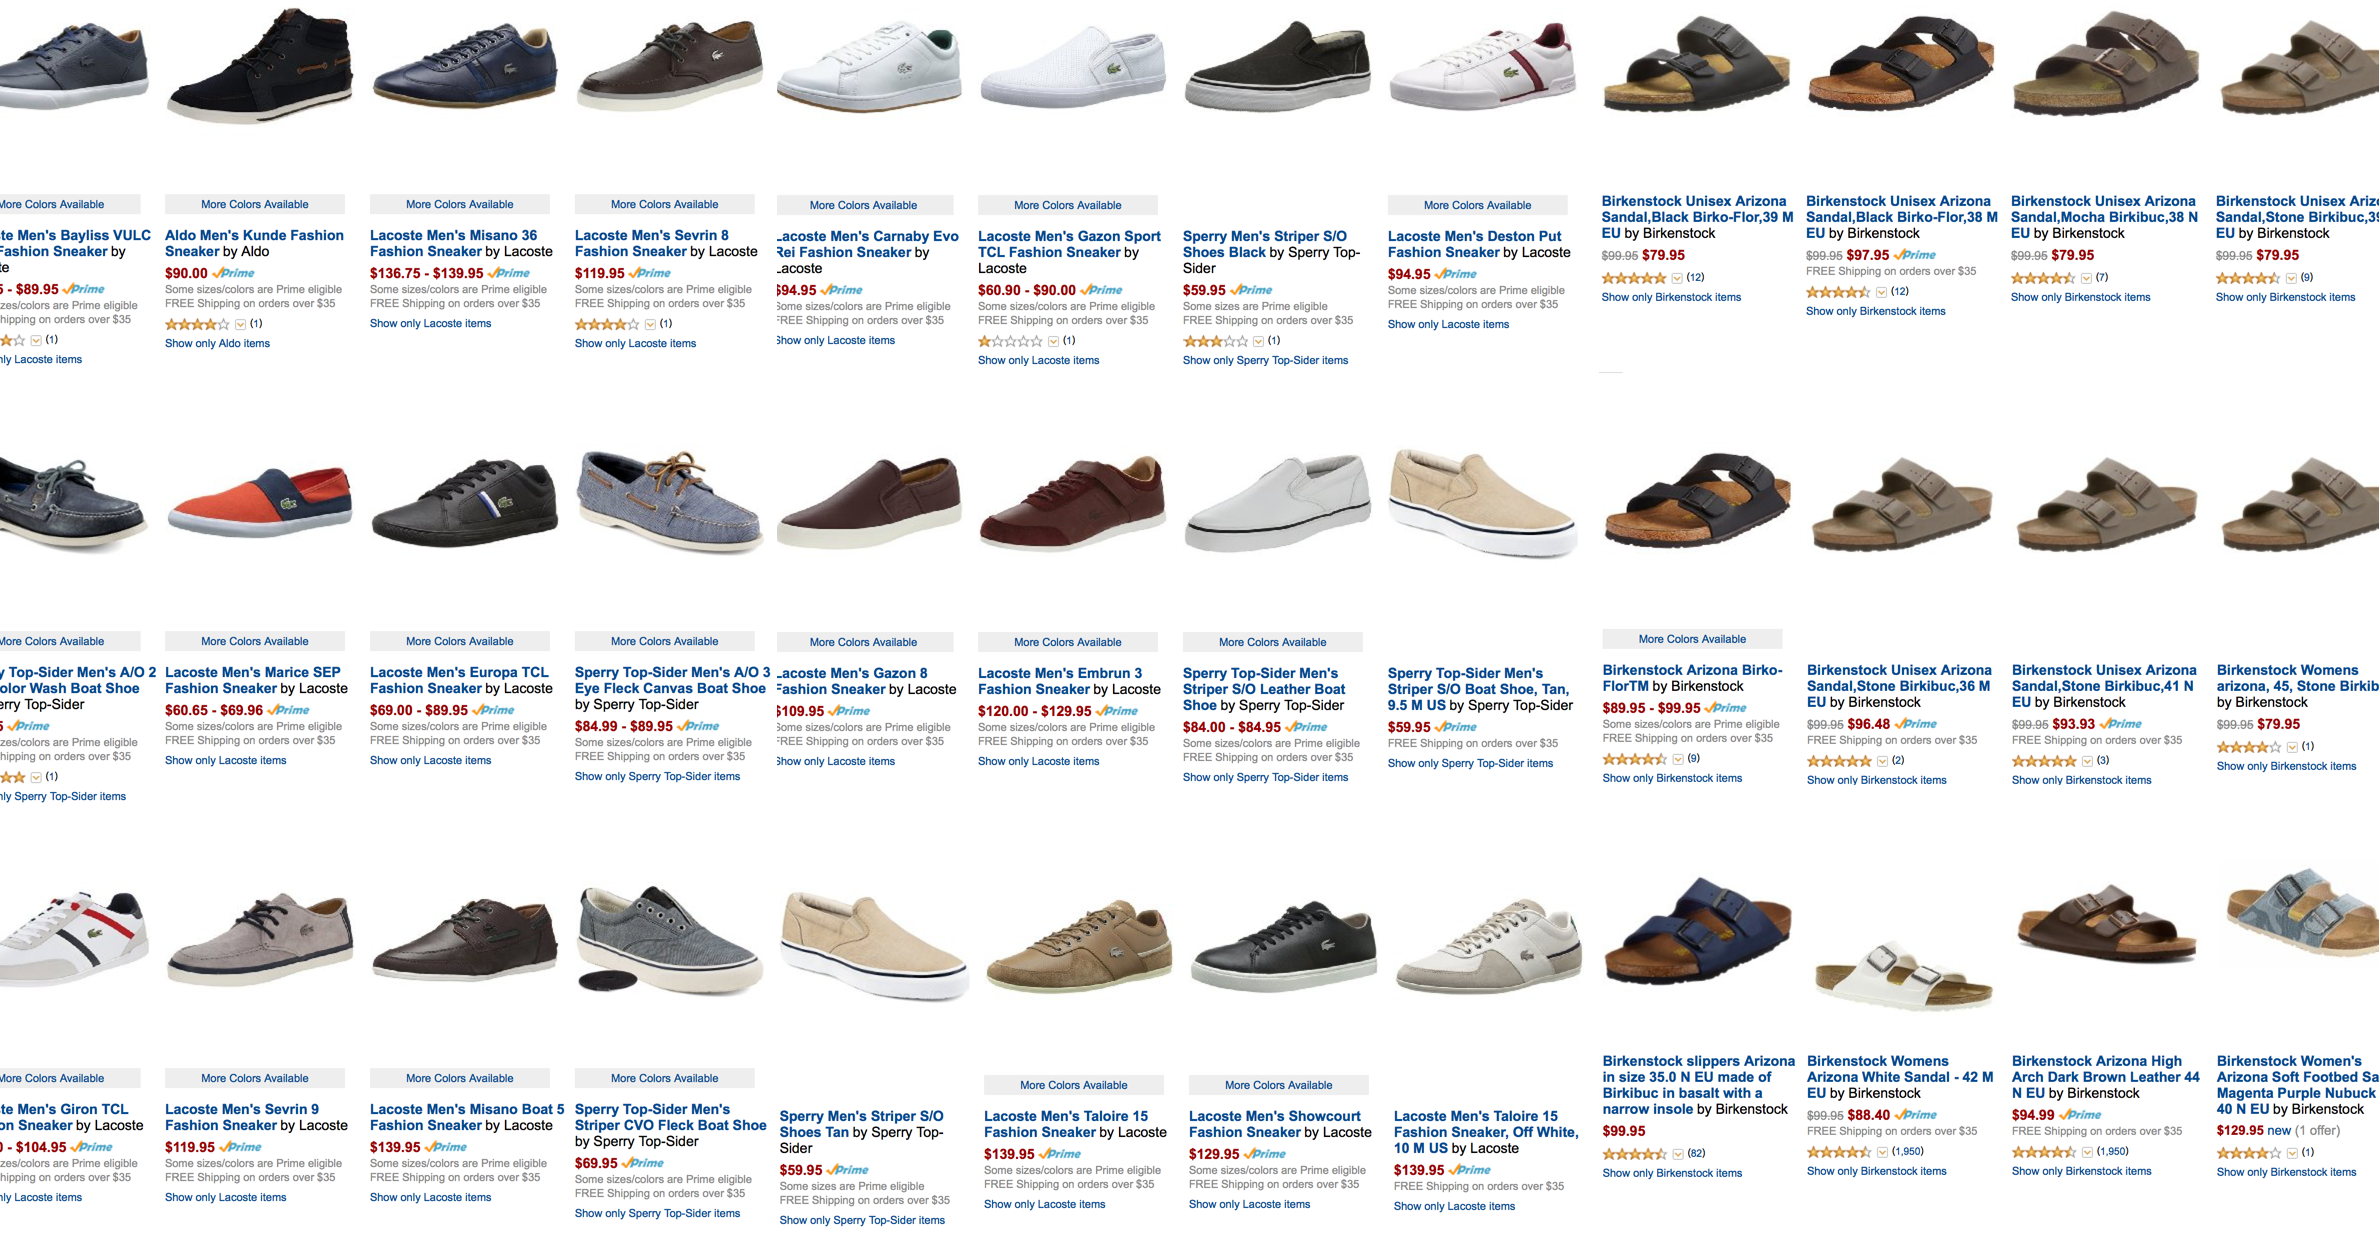 More Colors Available
te Men's Bayliss VULC
Fashion Sneaker by
te
- $89.95 Prime
zes/colors are Prime eligible
hipping on orders over $35
(1)
nly Lacoste items
More Colors Available
Aldo Men's Kunde Fashion
Sneaker by Aldo
$90.00 Prime
Some sizes/colors are Prime eligible
FREE Shipping on orders over $35
(1)
Show only Aldo items
More Colors Available
Lacoste Men's Misano 36
Fashion Sneaker by Lacoste
$136.75 - $139.95 Prime
Some sizes/colors are Prime eligible
FREE Shipping on orders over $35
Show only Lacoste items
More Colors Available
Lacoste Men's Sevrin 8
Fashion Sneaker by Lacoste
$119.95 Prime
Some sizes/colors are Prime eligible
FREE Shipping on orders over $35
(1)
Show only Lacoste items
More Colors Available
Lacoste Men's Carnaby Evo
Rei Fashion Sneaker by
Lacoste
$94.95 Prime
Some sizes/colors are Prime eligible
FREE Shipping on orders over $35
Show only Lacoste items
More Colors Available
Lacoste Men's Gazon Sport
TCL Fashion Sneaker by
Lacoste
$60.90 - $90.00 Prime
Some sizes/colors are Prime eligible
FREE Shipping on orders over $35
(1)
Show only Lacoste items
Sperry Men's Striper S/O
Shoes Black by Sperry Top-
Sider
$59.95 Prime
Some sizes are Prime eligible
FREE Shipping on orders over $35
(1)
Show only Sperry Top-Sider items
More Colors Available
Lacoste Men's Deston Put
Fashion Sneaker by Lacoste
$94.95 Prime
Some sizes/colors are Prime eligible
FREE Shipping on orders over $35
Show only Lacoste items
Birkenstock Unisex Arizona
Sandal,Black Birko-Flor,39 M
EU by Birkenstock
$99.95 $79.95
(12)
Show only Birkenstock items
Birkenstock Unisex Arizona
Sandal,Black Birko-Flor,38 M
EU by Birkenstock
$99.95 $97.95 Prime
FREE Shipping on orders over $35
(12)
Show only Birkenstock items
Birkenstock Unisex Arizona
Sandal,Mocha Birkibuc,38 N
EU by Birkenstock
$99.95 $79.95
(7)
Show only Birkenstock items
Birkenstock Unisex Ariz
Sandal,Stone Birkibuc,39
EU by Birkenstock
$99.95 $79.95
(9)
Show only Birkenstock items
More Colors Available
y Top-Sider Men's A/O 2
olor Wash Boat Shoe
erry Top-Sider
5 Prime
zes/colors are Prime eligible
hipping on orders over $35
(1)
nly Sperry Top-Sider items
More Colors Available
Lacoste Men's Marice SEP
Fashion Sneaker by Lacoste
$60.65 - $69.96 Prime
Some sizes/colors are Prime eligible
FREE Shipping on orders over $35
Show only Lacoste items
More Colors Available
Lacoste Men's Europa TCL
Fashion Sneaker by Lacoste
$69.00 - $89.95 Prime
Some sizes/colors are Prime eligible
FREE Shipping on orders over $35
Show only Lacoste items
More Colors Available
Sperry Top-Sider Men's A/O 3
Eye Fleck Canvas Boat Shoe
by Sperry Top-Sider
$84.99 - $89.95 Prime
Some sizes/colors are Prime eligible
FREE Shipping on orders over $35
Show only Sperry Top-Sider items
More Colors Available
Lacoste Men's Gazon 8
Fashion Sneaker by Lacoste
$109.95 Prime
Some sizes/colors are Prime eligible
FREE Shipping on orders over $35
Show only Lacoste items
More Colors Available
Lacoste Men's Embrun 3
Fashion Sneaker by Lacoste
$120.00 - $129.95 Prime
Some sizes/colors are Prime eligible
FREE Shipping on orders over $35
Show only Lacoste items
More Colors Available
Sperry Top-Sider Men's
Striper S/O Leather Boat
Shoe by Sperry Top-Sider
$84.00 - $84.95 Prime
Some sizes/colors are Prime eligible
FREE Shipping on orders over $35
Show only Sperry Top-Sider items
Sperry Top-Sider Men's
Striper S/O Boat Shoe, Tan,
9.5 M US by Sperry Top-Sider
$59.95 Prime
FREE Shipping on orders over $35
Show only Sperry Top-Sider items
More Colors Available
Birkenstock Arizona Birko-
FlorTM by Birkenstock
$89.95 - $99.95 Prime
Some sizes/colors are Prime eligible
FREE Shipping on orders over $35
(9)
Show only Birkenstock items
Birkenstock Unisex Arizona
Sandal,Stone Birkibuc,36 M
EU by Birkenstock
$99.95 $96.48 Prime
FREE Shipping on orders over $35
(2)
Show only Birkenstock items
Birkenstock Unisex Arizona
Sandal,Stone Birkibuc,41 N
EU by Birkenstock
$99.95 $93.93 Prime
FREE Shipping on orders over $35
(3)
Show only Birkenstock items
Birkenstock Womens
arizona, 45, Stone Birkib
by Birkenstock
$99.95 $79.95
(1)
Show only Birkenstock items
More Colors Available
te Men's Giron TCL
on Sneaker by Lacoste
0 - $104.95 Prime
zes/colors are Prime eligible
hipping on orders over $35
nly Lacoste items
More Colors Available
Lacoste Men's Sevrin 9
Fashion Sneaker by Lacoste
$119.95 Prime
Some sizes/colors are Prime eligible
FREE Shipping on orders over $35
Show only Lacoste items
More Colors Available
Lacoste Men's Misano Boat 5
Fashion Sneaker by Lacoste
$139.95 Prime
Some sizes/colors are Prime eligible
FREE Shipping on orders over $35
Show only Lacoste items
More Colors Available
Sperry Top-Sider Men's
Striper CVO Fleck Boat Shoe
by Sperry Top-Sider
$69.95 Prime
Some sizes/colors are Prime eligible
FREE Shipping on orders over $35
Show only Sperry Top-Sider items
Sperry Men's Striper S/O
Shoes Tan by Sperry Top-
Sider
$59.95 Prime
Some sizes are Prime eligible
FREE Shipping on orders over $35
Show only Sperry Top-Sider items
More Colors Available
Lacoste Men's Taloire 15
Fashion Sneaker by Lacoste
$139.95 Prime
Some sizes/colors are Prime eligible
FREE Shipping on orders over $35
Show only Lacoste items
More Colors Available
Lacoste Men's Showcourt
Fashion Sneaker by Lacoste
$129.95 Prime
Some sizes/colors are Prime eligible
FREE Shipping on orders over $35
Show only Lacoste items
Lacoste Men's Taloire 15
Fashion Sneaker, Off White,
10 M US by Lacoste
$139.95 Prime
FREE Shipping on orders over $35
Show only Lacoste items
Birkenstock slippers Arizona
in size 35.0 N EU made of
Birkibuc in basalt with a
narrow insole by Birkenstock
$99.95
(82)
Show only Birkenstock items
Birkenstock Womens
Arizona White Sandal - 42 M
EU by Birkenstock
$99.95 $88.40 Prime
FREE Shipping on orders over $35
(1,950)
Show only Birkenstock items
Birkenstock Arizona High
Arch Dark Brown Leather 44
N EU by Birkenstock
$94.99 Prime
FREE Shipping on orders over $35
(1,950)
Show only Birkenstock items
Birkenstock Women's
Arizona Soft Footbed Sa
Magenta Purple Nubuck
40 N EU by Birkenstock
$129.95 new (1 offer)
(1)
Show only Birkenstock items